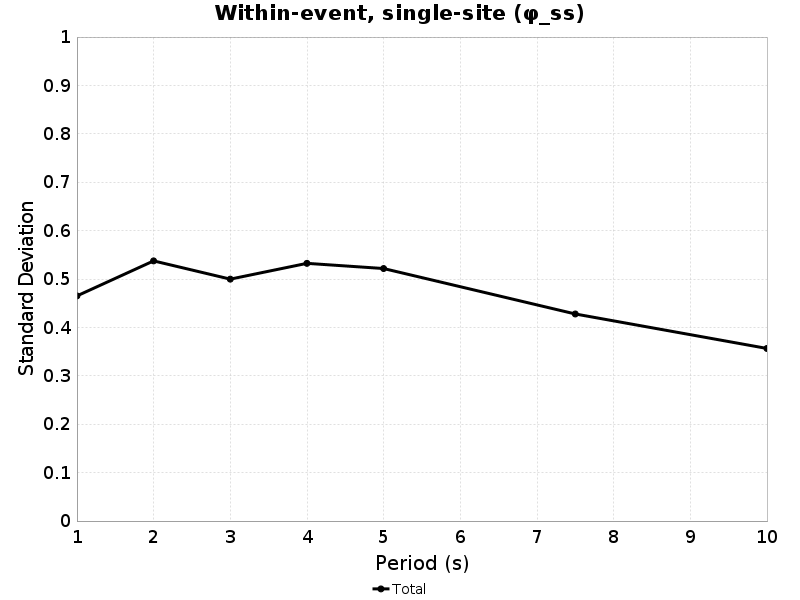 Within-event, single-site (φ_ss)
1
0.9
0.8
0.7
0.6
0.5
0.4
0.3
0.2
0.1
0
Standard Deviation
1 2 3 4 5 6 7 8 9 10
Period (s)
Total